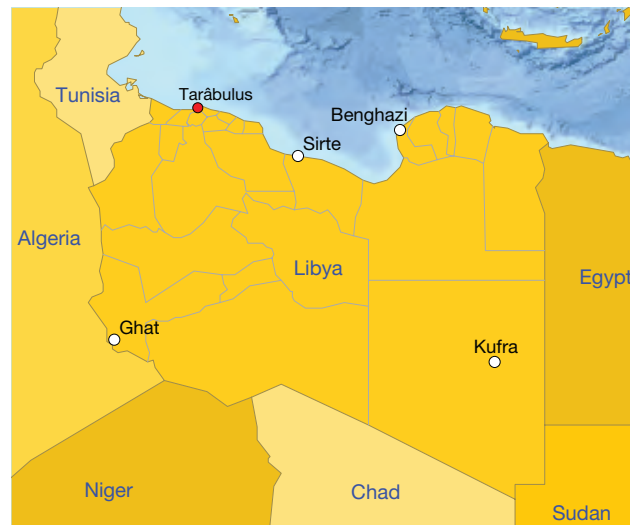 Tunisia
Tarâbulus
Benghazi
Sirte
Algeria
Libya
Egypt
Ghat
Kufra
Niger
Chad
Sudan